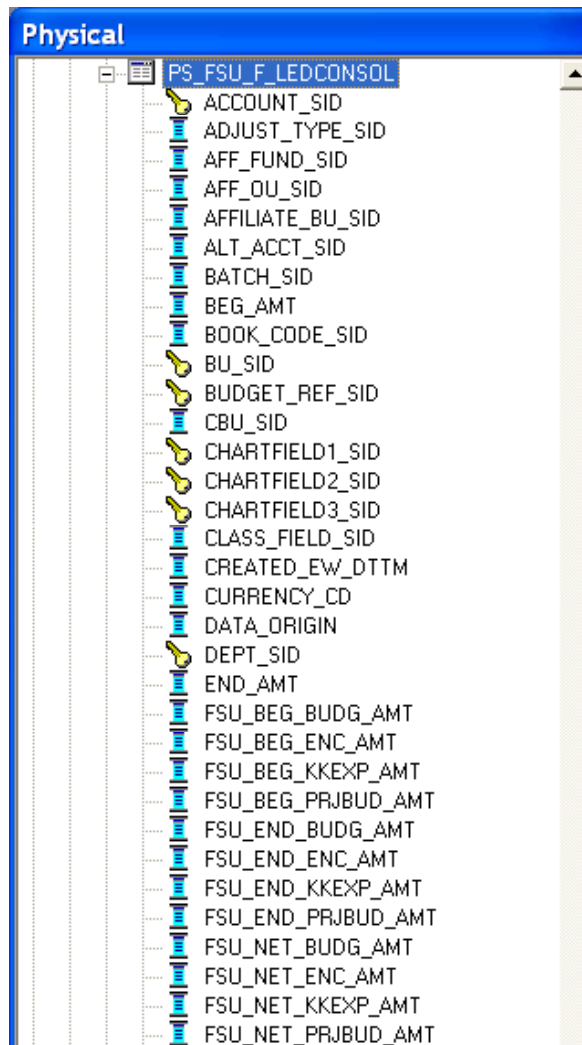 Physical
PS_FSU_F_LEDCONSOL
ACCOUNT_SID
ADJUST_TYPE_SID
AFF_FUND_SID
AFF_OU_SID
AFFILIATE_BU_SID
ALT_ACCT_SID
BATCH_SID
BEG_AMT
BOOK_CODE_SID
BU_SID
BUDGET_REF_SID
CBU_SID
CHARTFIELD1_SID
CHARTFIELD2_SID
CHARTFIELD3_SID
CLASS_FIELD_SID
CREATED_EW_DTTM
CURRENCY_CD
DATA_ORIGIN
DEPT_SID
END_AMT
FSU_BEG_BUDG_AMT
FSU_BEG_ENC_AMT
FSU_BEG_KKEXP_AMT
FSU_BEG_PRJBUD_AMT
FSU_END_BUDG_AMT
FSU_END_ENC_AMT
FSU_END_KKEXP_AMT
FSU_END_PRJBUD_AMT
FSU_NET_BUDG_AMT
FSU_NET_ENC_AMT
FSU_NET_KKEXP_AMT
FSU_NET_PRJBUD_AMT